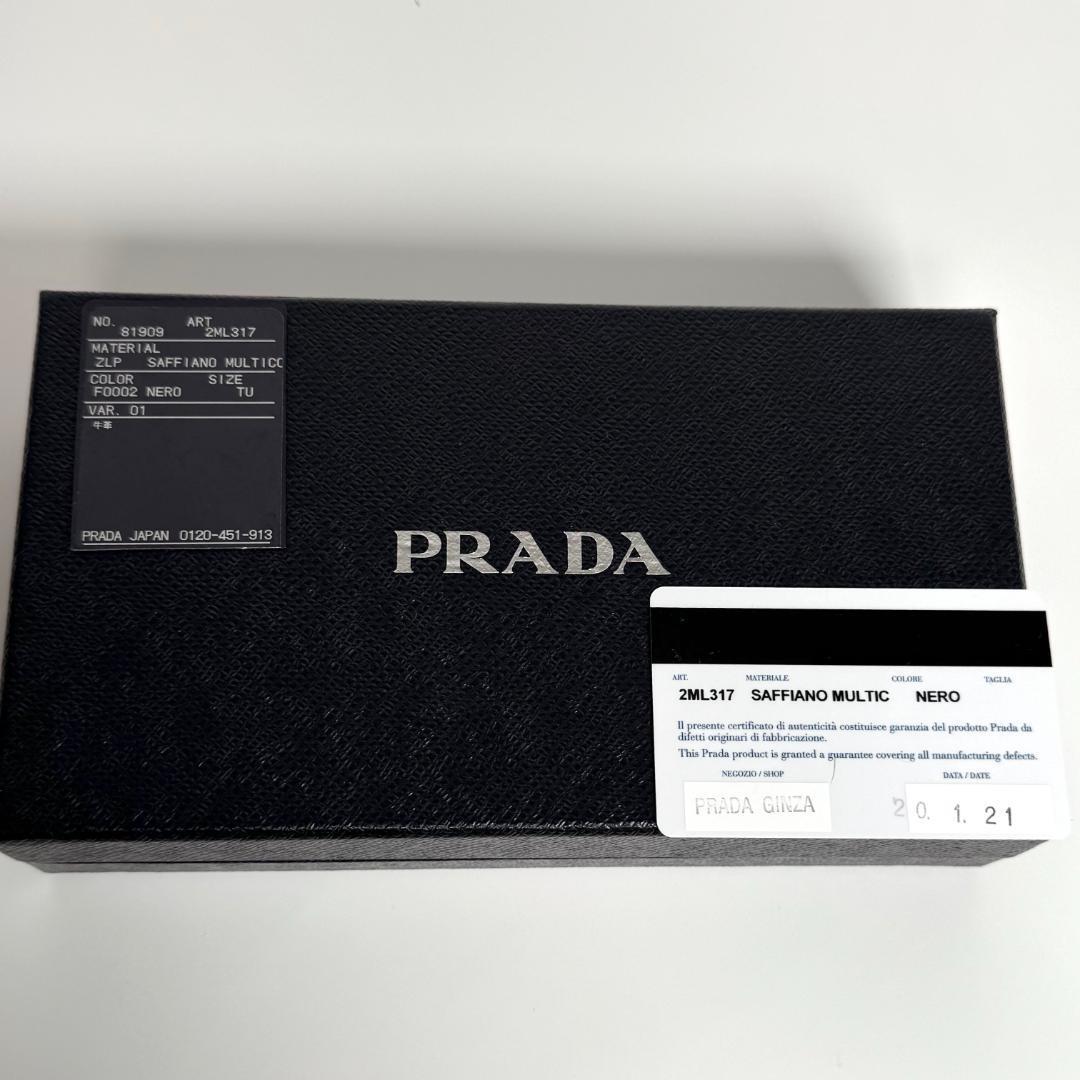 NO. ART
81909 2ML317
MATERIAL
ZLP SAFFIANO MULTICO
COLOR SIZE
F0002 NERO TU
VAR. 01
牛革
PRADA JAPAN 0120-451-913
PRADA
ART. MATERIALE COLORE TAGLIA
2ML317 SAFFIANO MULTIC NERO
Il presente certificato di autenticità costituisce garanzia del prodotto Prada da
difetti originari di fabbricazione.
This Prada product is granted a guarantee covering all manufacturing defects.
NEGOZIO / SHOP DATA / DATE
PRADA GINZA 20. 1. 21